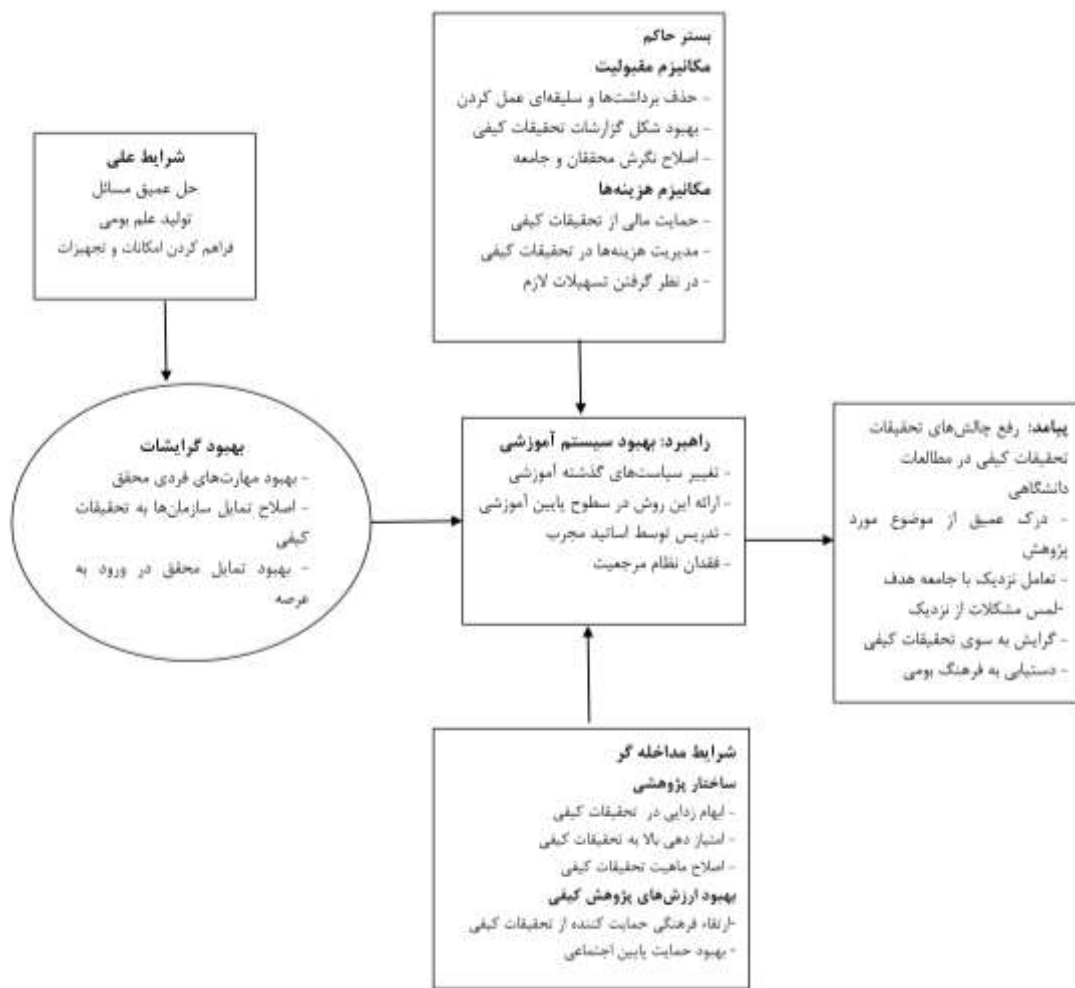 بستر حاکم
مکانیزم مقبولیت
- حذف برداشت‌ها و سلیقه‌ای عمل کردن
- بهبود شکل گزارشات تحقیقات کیفی
- اصلاح نگرش محققان و جامعه
مکانیزم هزینه‌ها
- حمایت مالی از تحقیقات کیفی
- مدیریت هزینه‌ها در تحقیقات کیفی
- در نظر گرفتن تسهیلات لازم
شرایط علی
حل عمیق مسائل
تولید علم بومی
فراهم کردن امکانات و تجهیزات
بهبود گرایشات
- بهبود مهارت‌های فردی محقق
- اصلاح تمایل سازمان‌ها به تحقیقات
کیفی
- بهبود تمایل محقق در ورود به
عرصه
راهبرد: بهبود سیستم آموزشی
- تغییر سیاست‌های گذشته آموزشی
- ارائه این روش در سطوح پایین آموزشی
- تدریس توسط اساتید مجرب
- فقدان نظام مرجعیت
پیامد: رفع چالش‌های تحقیقات
تحقیقات کیفی در مطالعات
دانشگاهی
- درک عمیق از موضوع مورد
پژوهش
- تعامل نزدیک با جامعه هدف
-لمس مشکلات از نزدیک
- گرایش به سوی تحقیقات کیفی
- دستیابی به فرهنگ بومی
شرایط مداخله گر
ساختار پژوهشی
- ابهام زدایی در تحقیقات کیفی
- امتیاز دهی بالا به تحقیقات کیفی
- اصلاح ماهیت تحقیقات کیفی
بهبود ارزش‌های پژوهش کیفی
-ارتقاء فرهنگی حمایت کننده از تحقیقات کیفی
- بهبود حمایت پایین اجتماعی